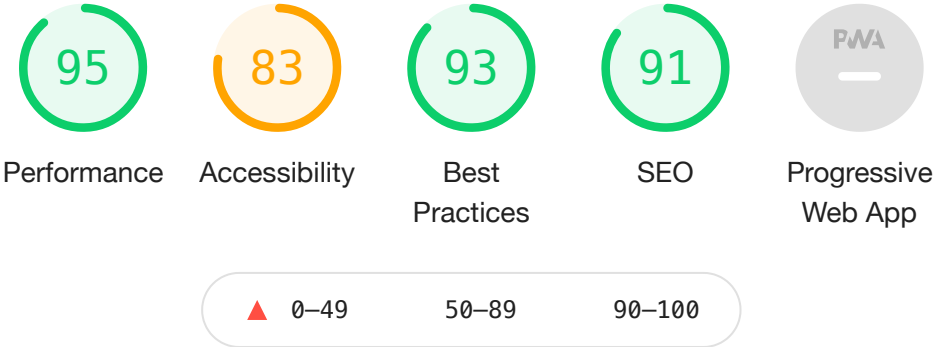 95 83 93 91 PWA
Performance Accessibility Best Practices SEO Progressive Web App
0–49 50–89 90–100